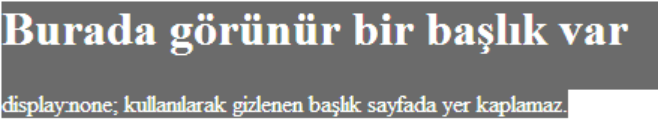 Burada görünür bir başlık var
display:none; kullanılarak gizlenen başlık sayfada yer kaplamaz.